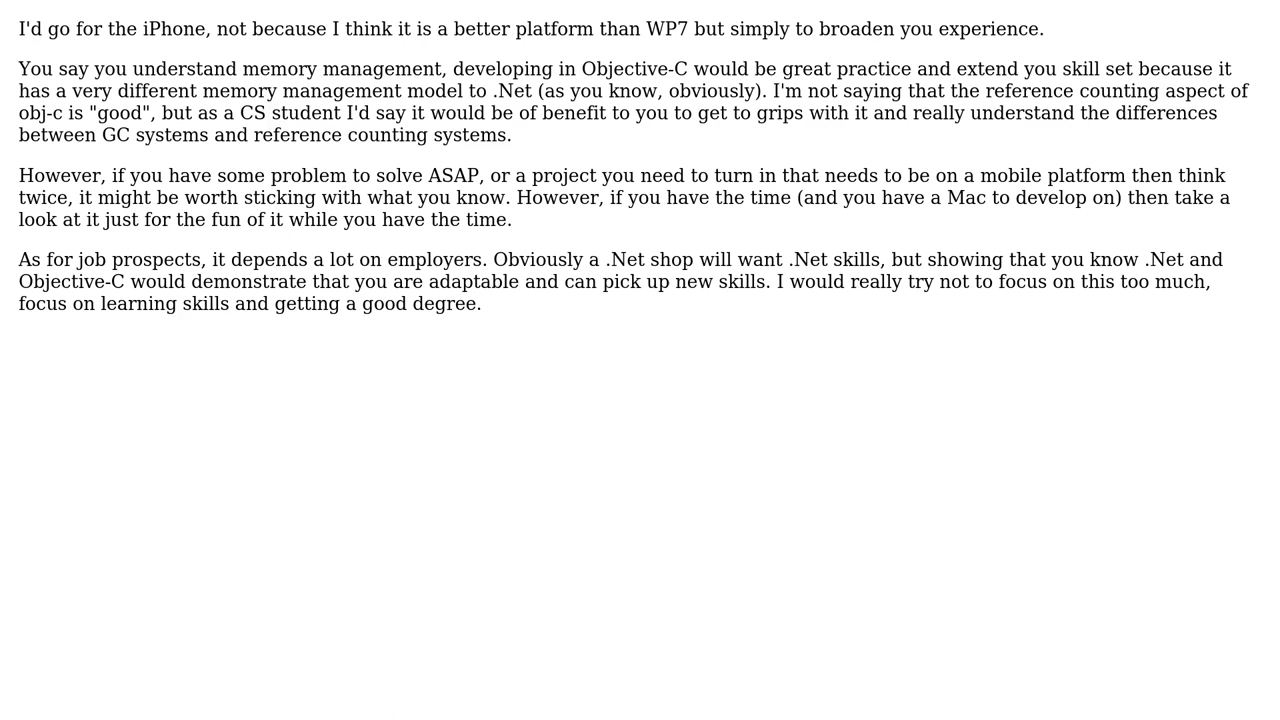 I'd go for the iPhone, not because I think it is a better platform than WP7 but simply to broaden you experience.
You say you understand memory management, developing in Objective-C would be great practice and extend you skill set because it
has a very different memory management model to .Net (as you know, obviously). I'm not saying that the reference counting aspect of
obj-c is "good", but as a CS student I'd say it would be of benefit to you to get to grips with it and really understand the differences
between GC systems and reference counting systems.
However, if you have some problem to solve ASAP, or a project you need to turn in that needs to be on a mobile platform then think
twice, it might be worth sticking with what you know. However, if you have the time (and you have a Mac to develop on) then take a
look at it just for the fun of it while you have the time.
As for job prospects, it depends a lot on employers. Obviously a .Net shop will want .Net skills, but showing that you know .Net and
Objective-C would demonstrate that you are adaptable and can pick up new skills. I would really try not to focus on this too much,
focus on learning skills and getting a good degree.